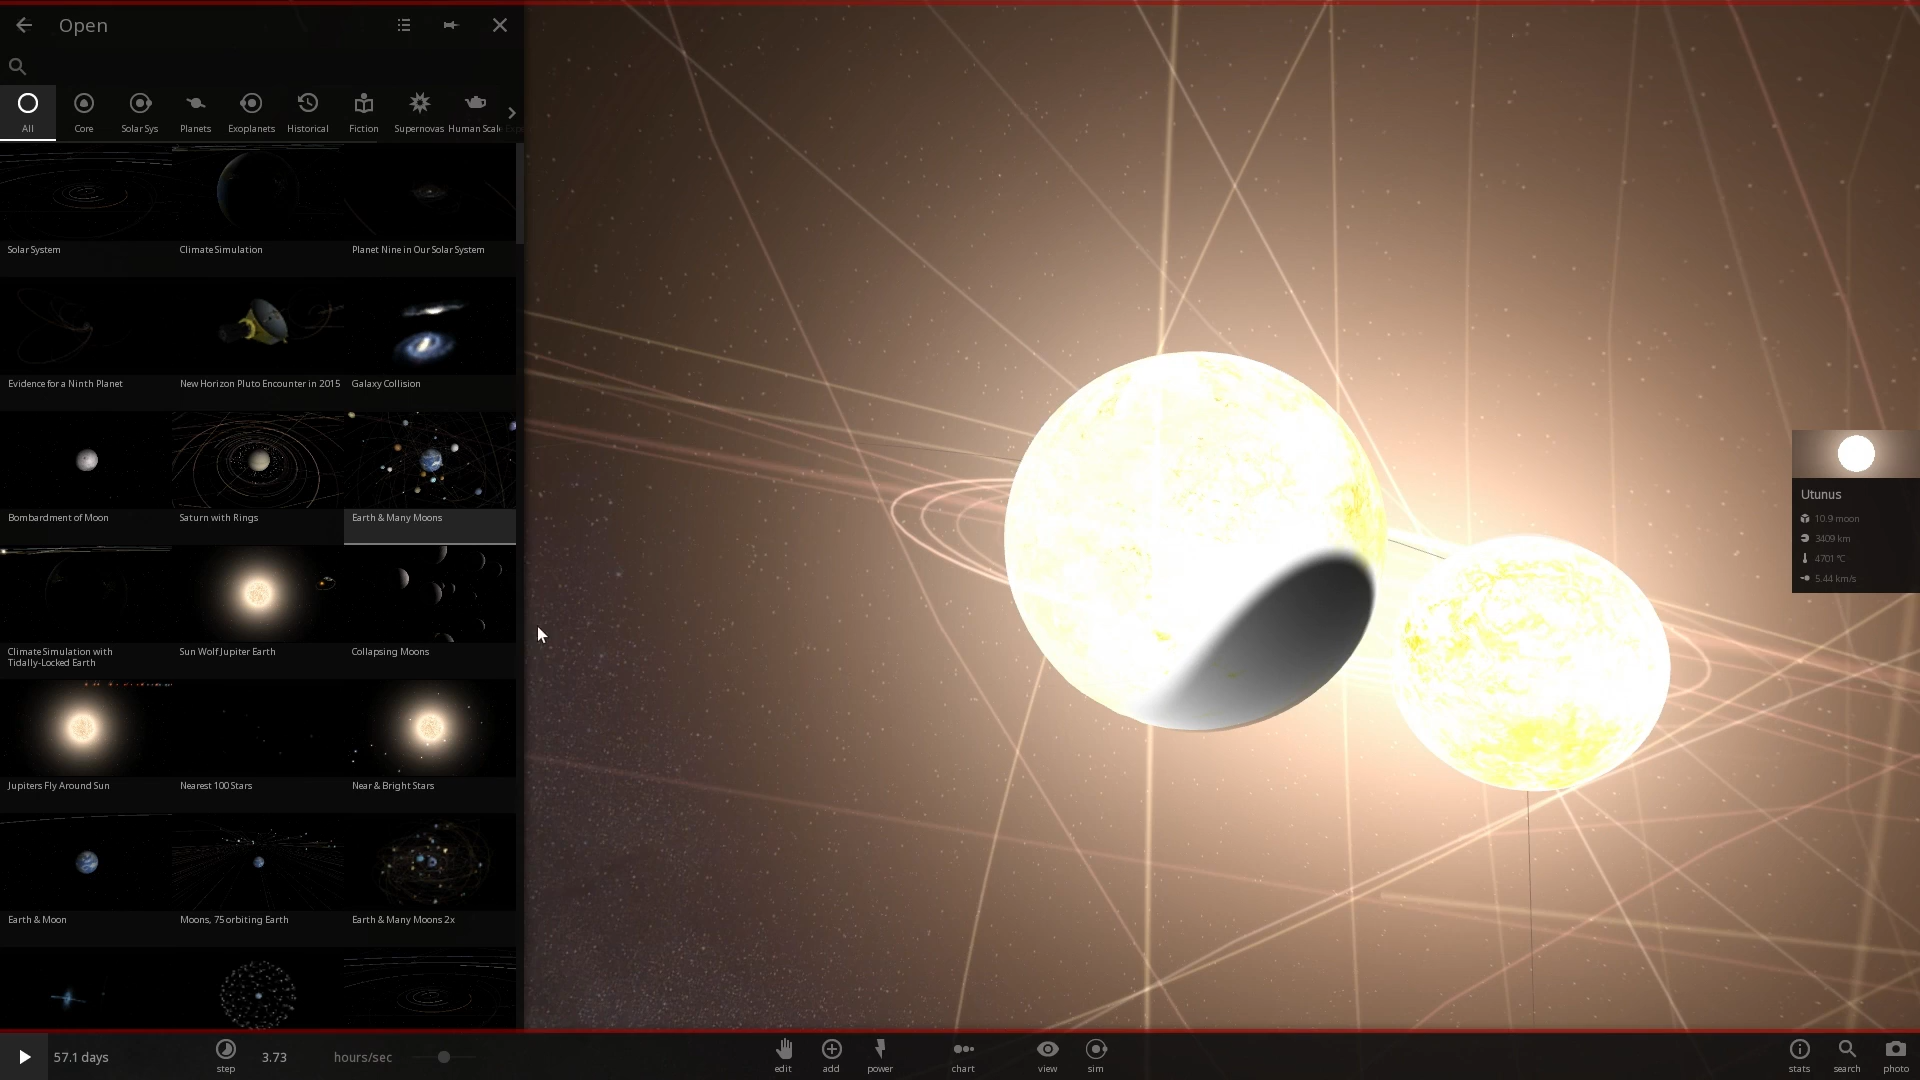 Open
All
Core
Solar Sys
Planets
Exoplanets
Historical
Fiction
Supernovas
Human Scale
Solar System
Climate Simulation
Planet Nine in Our Solar System
Evidence for a Ninth Planet
New Horizon Pluto Encounter in 2015
Galaxy Collision
Bombardment of Moon
Saturn with Rings
Earth & Many Moons
Climate Simulation with
Tidally-Locked Earth
Sun Wolf Jupiter Earth
Collapsing Moons
Jupiters Fly Around Sun
Nearest 100 Stars
Near & Bright Stars
Earth & Moon
Moons, 75 orbiting Earth
Earth & Many Moons 2x
Utunus
10.9 moon
3409 km
4701 °C
5.44 km/s
57.1 days
step
3.73
hours/sec
edit
add
power
chart
view
sim
stats
search
photo